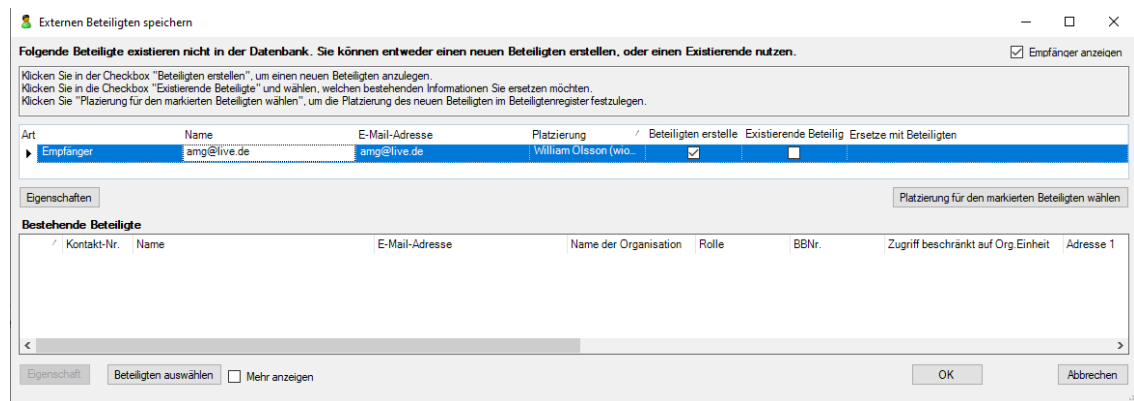 Externen Beteiligten speichern
Folgende Beteiligte existieren nicht in der Datenbank. Sie können entweder einen neuen Beteiligten erstellen, oder einen Existierende nutzen.
Empfänger anzeigen
Klicken Sie in der Checkbox "Beteiligten erstellen", um einen neuen Beteiligten anzulegen.
Klicken Sie in die Checkbox "Existierende Beteiligte" und wählen, welchen bestehenden Informationen Sie ersetzen möchten.
Klicken Sie "Plazierung für den markierten Beteiligten wählen", um die Platzierung des neuen Beteiligten im Beteiligtenregister festzulegen.
Art Name E-Mail-Adresse Platzierung Beteiligten erstelle Existierende Beteilig Ersetze mit Beteiligten
Empfänger amg@live.de amg@live.de William Olsson (wio...
Eigenschaften Platzierung für den markierten Beteiligten wählen
Bestehende Beteiligte
Kontakt-Nr. Name E-Mail-Adresse Name der Organisation Rolle BBNr. Zugriff beschränkt auf Org.Einheit Adresse 1
Eigenschaft Beteiligten auswählen Mehr anzeigen OK Abbrechen